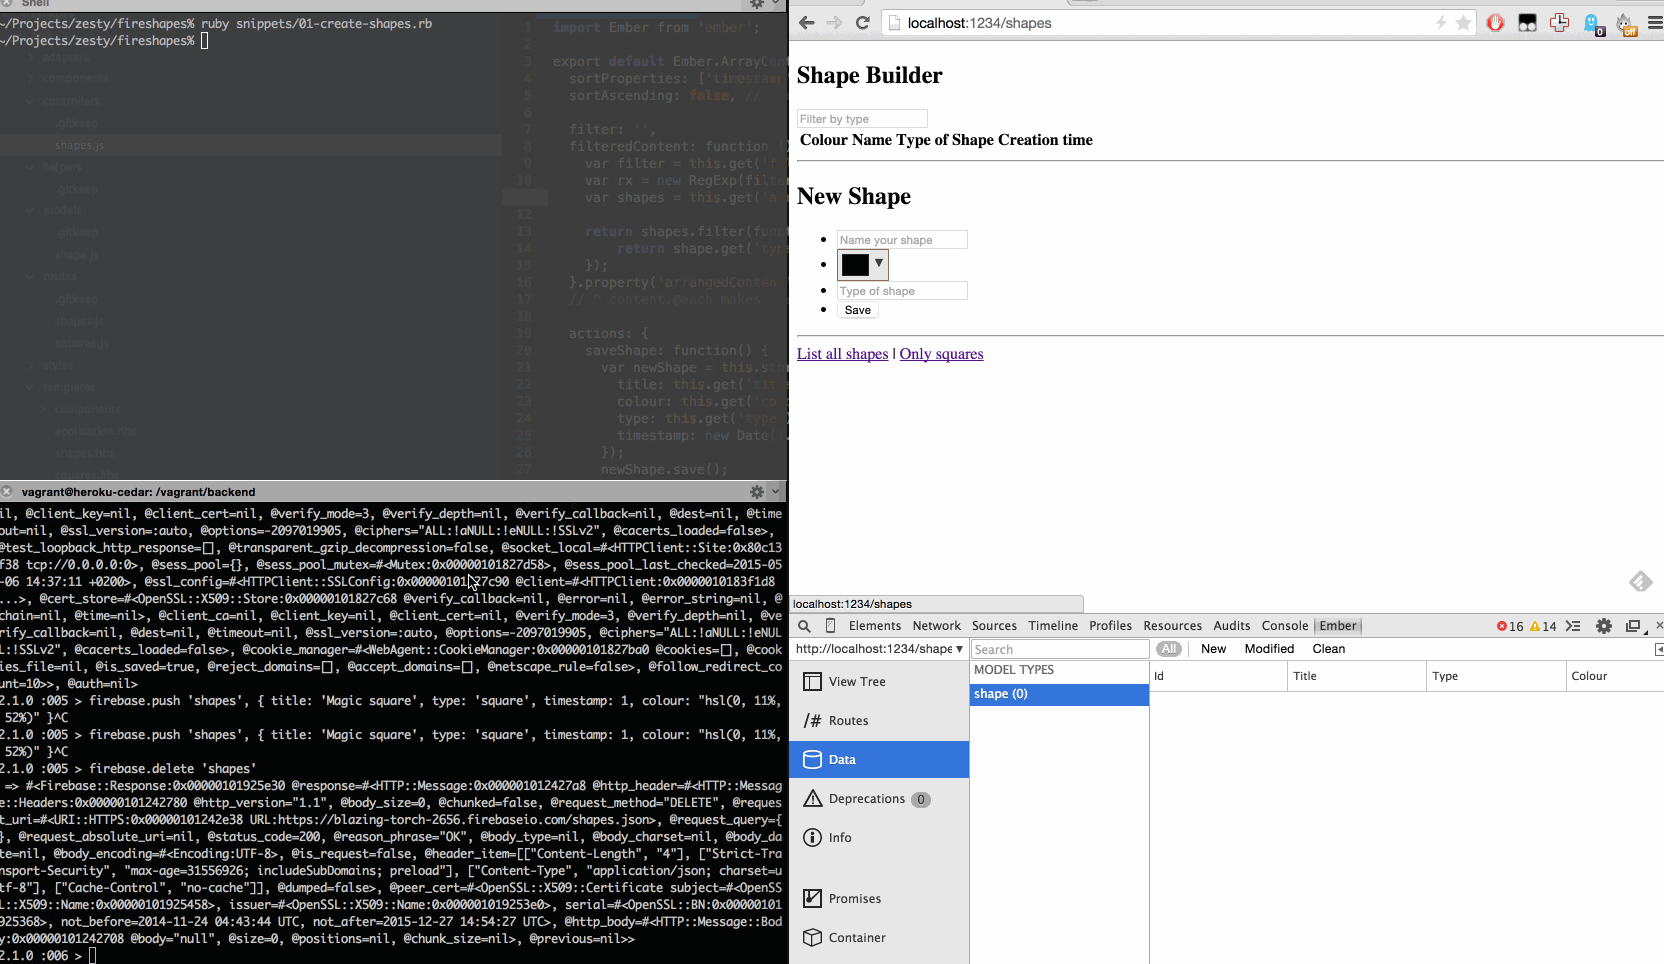 Shell
~/Projects/zesty/fireshapes% ruby snippets/01-create-shapes.rb
~/Projects/zesty/fireshapes%
adapters
components
controllers
.gitkeep
shapes.js
helpers
.gitkeep
models
.gitkeep
shape.js
routes
.gitkeep
shapes.js
squares.js
styles
templates
components
application.hbs
shapes.hbs
squares.hbs
1 import Ember from 'ember';
2
3 export default Ember.ArrayCont
4 sortProperties: ['timestam
5 sortAscending: false, //
6
7 filter: '',
8 filteredContent: function
9 var filter = this.get('f
10 var rx = new RegExp(filte
11 var shapes = this.get('a
12
13 return shapes.filter(func
14 return shape.get('type
15 });
16 }.property('arrangedConten
17 // ^ content.@each makes
18
19 actions: {
20 saveShape: function() {
21 var newShape = this.sto
22 title: this.get('tit
23 colour: this.get('co
24 type: this.get('type
25 timestamp: new Date().
26 });
27 newShape.save();
vagrant@heroku-cedar: /vagrant/backend
il, @client_key=nil, @client_cert=nil, @verify_mode=3, @verify_depth=nil, @verify_callback=nil, @dest=nil, @time
out=nil, @ssl_version=:auto, @options=-2097019905, @ciphers="ALL:!aNULL:!eNULL:!SSLv2", @cacerts_loaded=false>,
@test_loopback_http_response=[], @transparent_gzip_decompression=false, @socket_local=#<HTTPClient::Site:0x80c13
f38 tcp://0.0.0.0:0>, @sess_pool={}, @sess_pool_mutex=#<Mutex:0x00000101827d58>, @sess_pool_last_checked=2015-05
-06 14:37:11 +0200>, @ssl_config=#<HTTPClient::SSLConfig:0x00000101827c90 @client=#<HTTPClient:0x0000010183f1d8
...>, @cert_store=#<OpenSSL::X509::Store:0x00000101827c68 @verify_callback=nil, @error=nil, @error_string=nil, @
chain=nil, @time=nil>, @client_ca=nil, @client_key=nil, @client_cert=nil, @verify_mode=3, @verify_depth=nil, @ve
rify_callback=nil, @dest=nil, @timeout=nil, @ssl_version=:auto, @options=-2097019905, @ciphers="ALL:!aNULL:!eNUL
L:!SSLv2", @cacerts_loaded=false>, @cookie_manager=#<WebAgent::CookieManager:0x00000101827ba0 @cookies=[], @cook
ies_file=nil, @is_saved=true, @reject_domains=[], @accept_domains=[], @netscape_rule=false>, @follow_redirect_co
unt=10>>, @auth=nil>
2.1.0 :005 > firebase.push 'shapes', { title: 'Magic square', type: 'square', timestamp: 1, colour: "hsl(0, 11%,
52%)" }^C
2.1.0 :005 > firebase.push 'shapes', { title: 'Magic square', type: 'square', timestamp: 1, colour: "hsl(0, 11%,
52%)" }^C
2.1.0 :005 > firebase.delete 'shapes'
=> #<Firebase::Response:0x00000101925e30 @response=#<HTTP::Message:0x000001012427a8 @http_header=#<HTTP::Messag
e::Headers:0x00000101242780 @http_version="1.1", @body_size=0, @chunked=false, @request_method="DELETE", @reques
t_uri=#<URI::HTTPS:0x00000101242e38 URL:https://blazing-torch-2656.firebaseio.com/shapes.json>, @request_query={
}, @request_absolute_uri=nil, @status_code=200, @reason_phrase="OK", @body_type=nil, @body_charset=nil, @body_da
te=nil, @body_encoding=#<Encoding:UTF-8>, @is_request=false, @header_item=[["Content-Length", "4"], ["Strict-Tra
nsport-Security", "max-age=31556926; includeSubDomains; preload"], ["Content-Type", "application/json; charset=u
tf-8"], ["Cache-Control", "no-cache"]], @dumped=false>, @peer_cert=#<OpenSSL::X509::Certificate subject=#<OpenSS
L::X509::Name:0x00000101925458>, issuer=#<OpenSSL::X509::Name:0x000001019253e0>, serial=#<OpenSSL::BN:0x00000101
925368>, not_before=2014-11-24 04:43:44 UTC, not_after=2015-12-27 14:54:27 UTC>, @http_body=#<HTTP::Message::Bod
y:0x00000101242708 @body="null", @size=0, @positions=nil, @chunk_size=nil>, @previous=nil>>
2.1.0 :006 >
localhost:1234/shapes
0
off
Shape Builder
Filter by type
Colour Name Type of Shape Creation time
New Shape
Name your shape
Type of shape
Save
List all shapes | Only squares
localhost:1234/shapes
Elements Network Sources Timeline Profiles Resources Audits Console Ember 16 14
http://localhost:1234/shape Search All New Modified Clean
View Tree
/# Routes
Data
Deprecations 0
Info
Promises
Container
MODEL TYPES
shape (0)
Id Title Type Colour